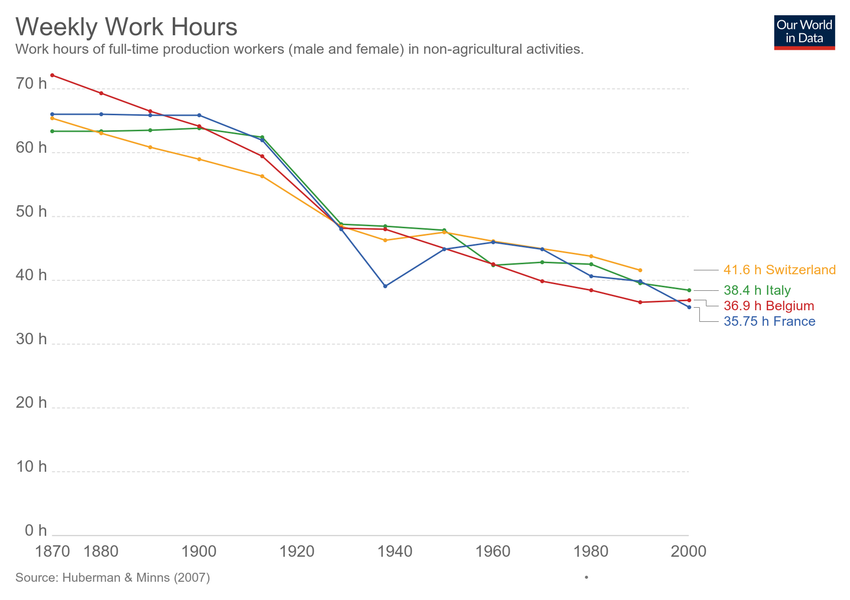 Weekly Work Hours
Our World
in Data
Work hours of full-time production workers (male and female) in non-agricultural activities.
70 h
60 h
50 h
40 h
30 h
20 h
10 h
0 h
41.6 h Switzerland
38.4 h Italy
36.9 h Belgium
35.75 h France
1870 1880 1900 1920 1940 1960 1980 2000
Source: Huberman & Minns (2007)